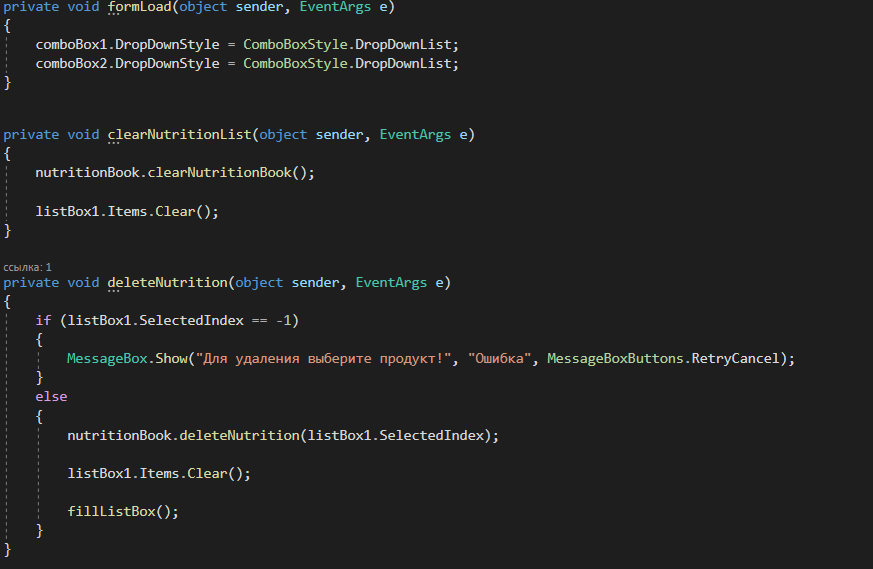 private void formLoad(object sender, EventArgs e)
{
comboBox1.DropDownStyle = ComboBoxStyle.DropDownList;
comboBox2.DropDownStyle = ComboBoxStyle.DropDownList;
}
private void clearNutritionList(object sender, EventArgs e)
{
nutritionBook.clearNutritionBook();
listBox1.Items.Clear();
}
ссылка: 1
private void deleteNutrition(object sender, EventArgs e)
{
if (listBox1.SelectedIndex == -1)
{
MessageBox.Show("Для удаления выберите продукт!", "Ошибка", MessageBoxButtons.RetryCancel);
}
else
{
nutritionBook.deleteNutrition(listBox1.SelectedIndex);
listBox1.Items.Clear();
fillListBox();
}
}